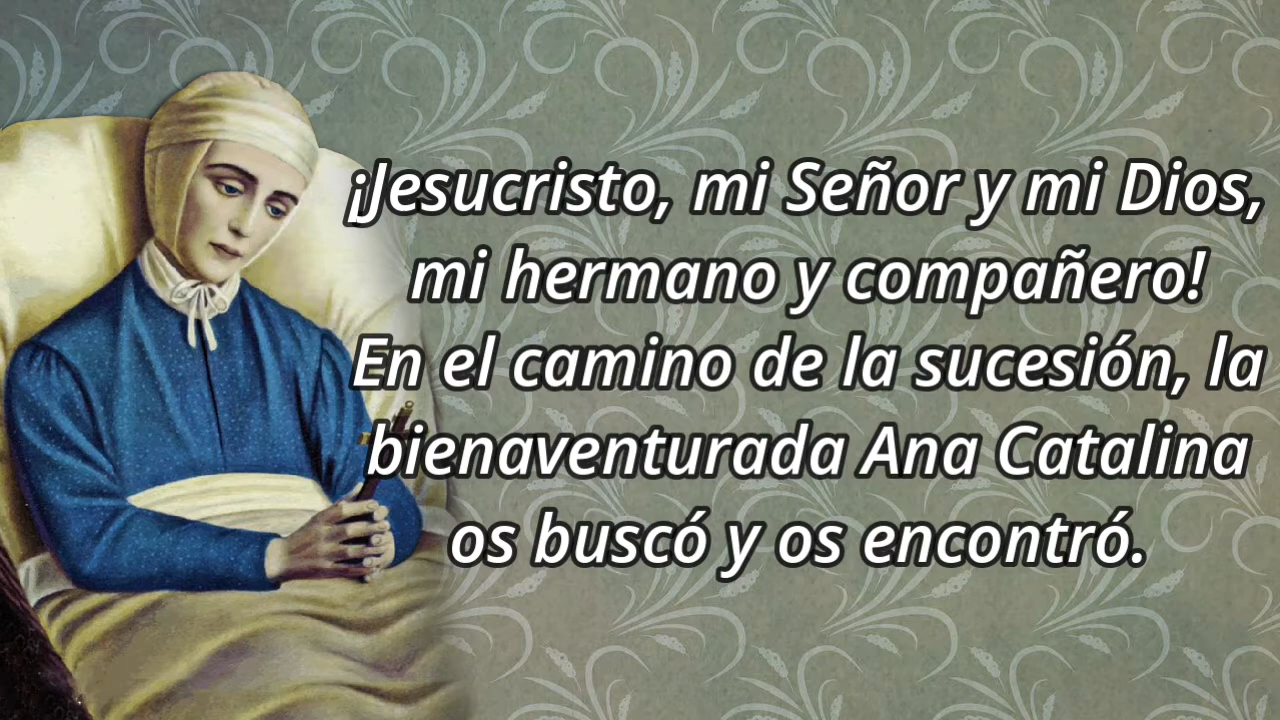 ¡Jesucristo, mi Señor y mi Dios,
mi hermano y compañero!
En el camino de la sucesión, la
bienaventurada Ana Catalina
os buscó y os encontró.